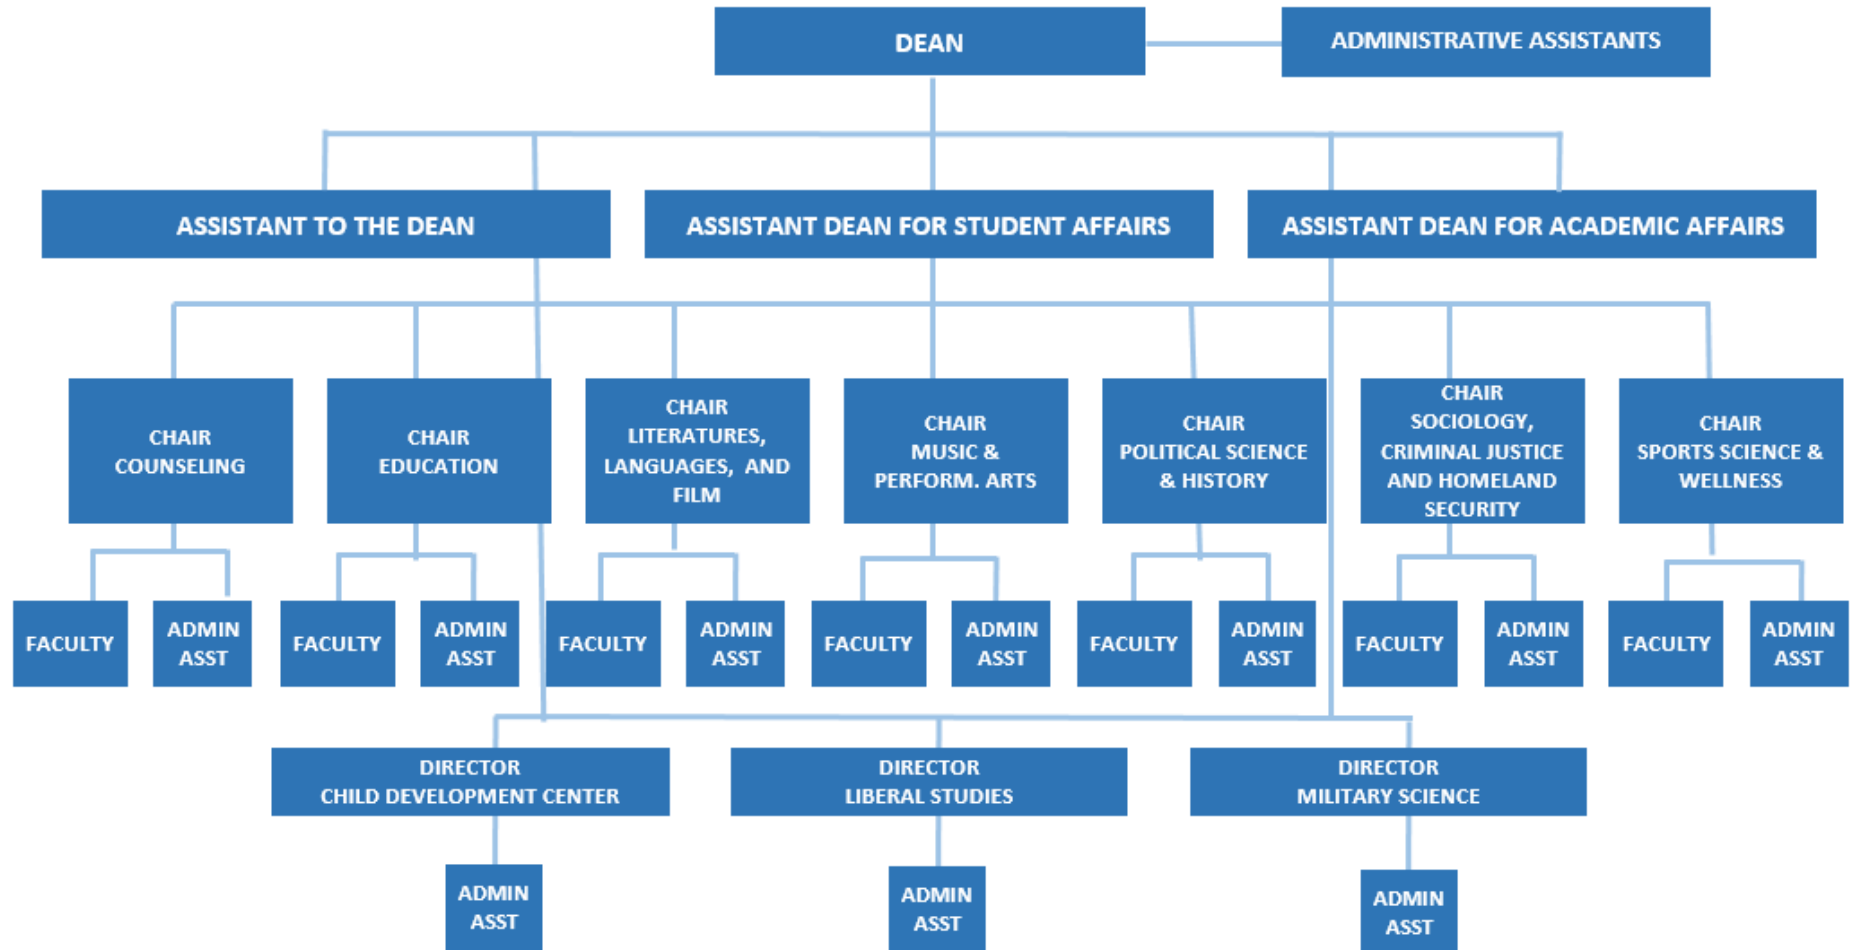 DEAN
ADMINISTRATIVE ASSISTANTS
ASSISTANT TO THE DEAN
ASSISTANT DEAN FOR STUDENT AFFAIRS
ASSISTANT DEAN FOR ACADEMIC AFFAIRS
CHAIR
COUNSELING
CHAIR
EDUCATION
CHAIR
LITERATURES,
LANGUAGES, AND
FILM
CHAIR
MUSIC &
PERFORM. ARTS
CHAIR
POLITICAL SCIENCE
& HISTORY
CHAIR
SOCIOLOGY,
CRIMINAL JUSTICE
AND HOMELAND
SECURITY
CHAIR
SPORTS SCIENCE &
WELLNESS
FACULTY
ADMIN
ASST
FACULTY
ADMIN
ASST
FACULTY
ADMIN
ASST
FACULTY
ADMIN
ASST
FACULTY
ADMIN
ASST
FACULTY
ADMIN
ASST
FACULTY
ADMIN
ASST
DIRECTOR
CHILD DEVELOPMENT CENTER
DIRECTOR
LIBERAL STUDIES
DIRECTOR
MILITARY SCIENCE
ADMIN
ASST
ADMIN
ASST
ADMIN
ASST